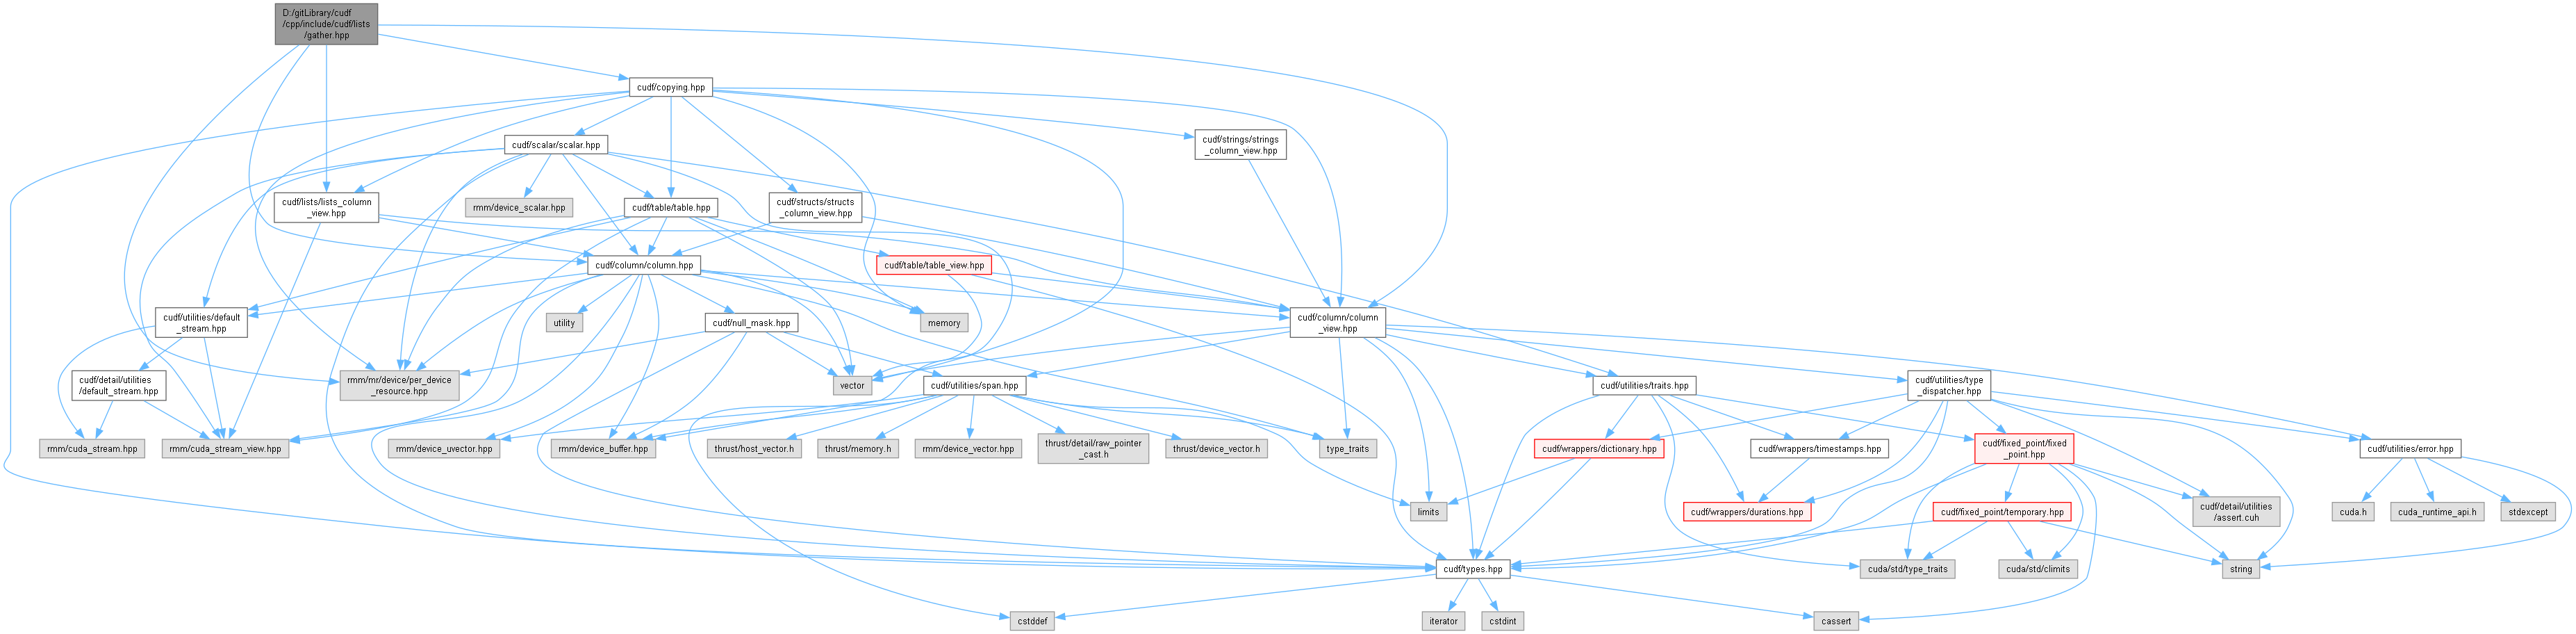 D:/gitLibrary/cudf
/cpp/include/cudf/lists
/gather.hpp
cudf/copying.hpp
cudf/scalar/scalar.hpp
cudf/strings/strings
_column_view.hpp
cudf/lists/lists_column
_view.hpp
rmm/device_scalar.hpp
cudf/table/table.hpp
cudf/structs/structs
_column_view.hpp
cudf/column/column.hpp
cudf/table/table_view.hpp
cudf/utilities/default
_stream.hpp
utility
cudf/null_mask.hpp
memory
cudf/column/column
_view.hpp
cudf/detail/utilities
/default_stream.hpp
rmm/mr/device/per_device
_resource.hpp
vector
cudf/utilities/span.hpp
cudf/utilities/traits.hpp
cudf/utilities/type
_dispatcher.hpp
rmm/cuda_stream.hpp
rmm/cuda_stream_view.hpp
rmm/device_uvector.hpp
rmm/device_buffer.hpp
thrust/host_vector.h
thrust/memory.h
rmm/device_vector.hpp
thrust/detail/raw_pointer
_cast.h
thrust/device_vector.h
type_traits
cudf/wrappers/dictionary.hpp
cudf/wrappers/timestamps.hpp
cudf/fixed_point/fixed
_point.hpp
cudf/utilities/error.hpp
limits
cudf/wrappers/durations.hpp
cudf/fixed_point/temporary.hpp
cudf/detail/utilities
/assert.cuh
cuda.h
cuda_runtime_api.h
stdexcept
cudf/types.hpp
cuda/std/type_traits
cuda/std/climits
string
cstddef
iterator
cstdint
cassert